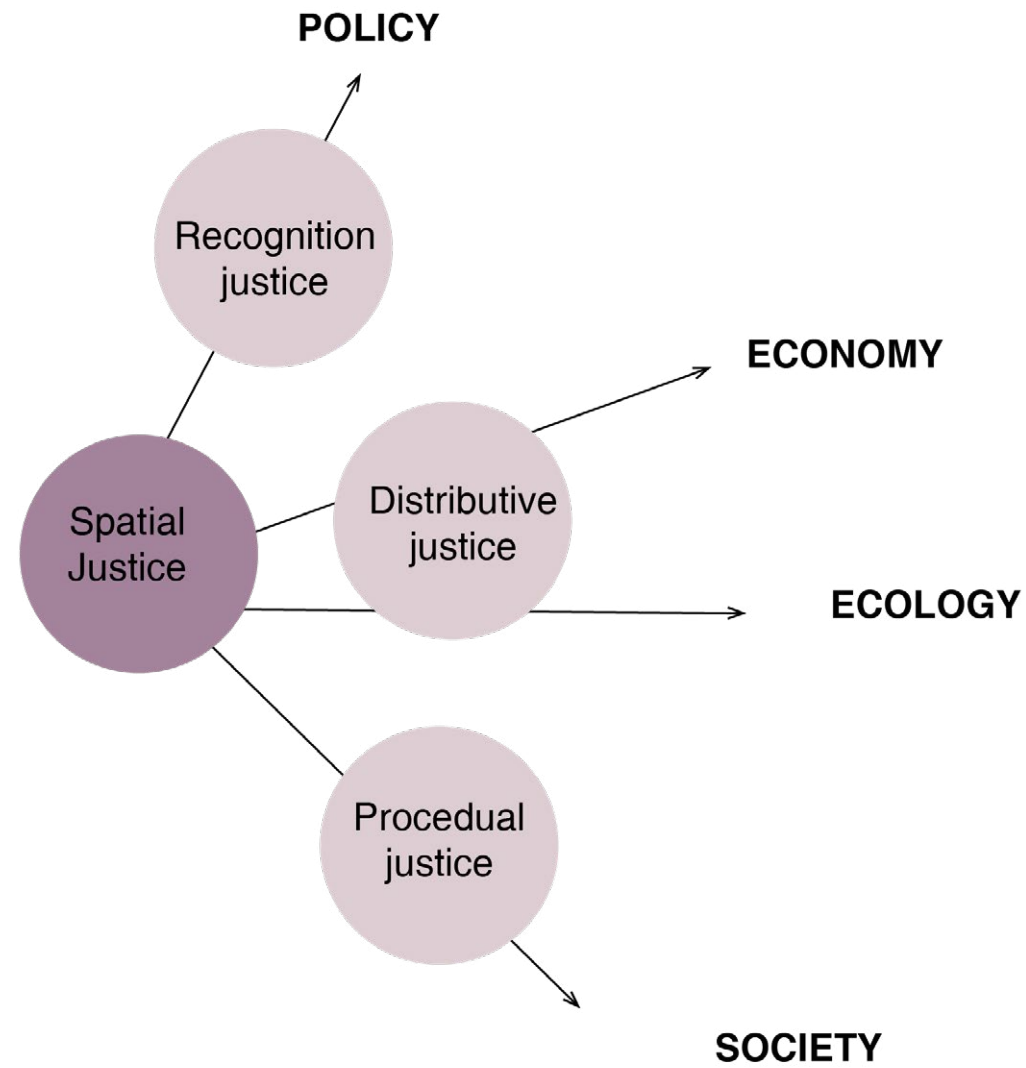 POLICY
Recognition
justice
ECONOMY
Distributive
justice
Spatial
Justice
ECOLOGY
Procedual
justice
SOCIETY